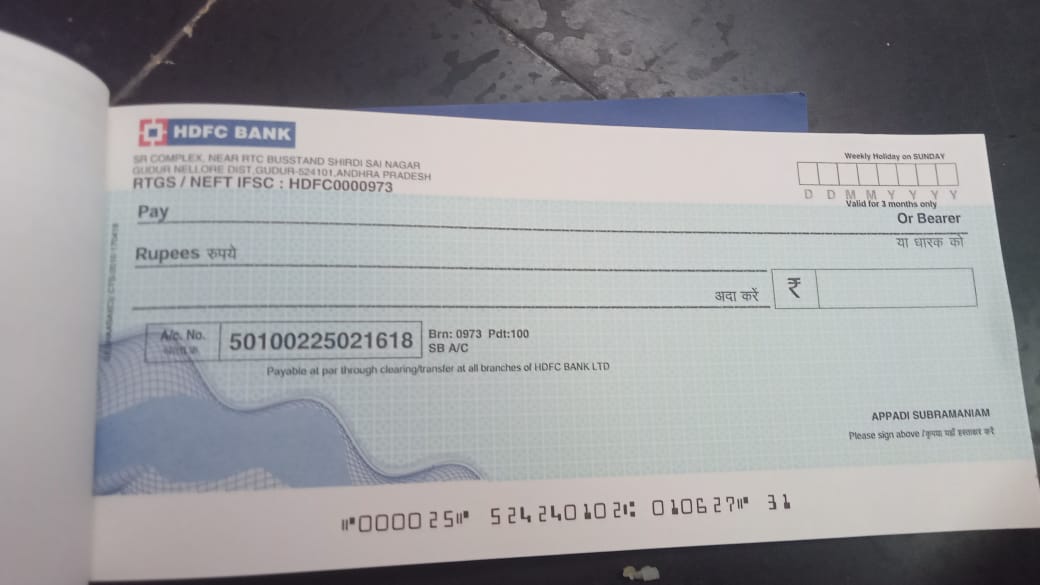 HDFC BANK
SR COMPLEX, NEAR RTC BUSSTAND SHIRDI SAI NAGAR
GUDUR NELLORE DIST,GUDUR-524101,ANDHRA PRADESH
RTGS / NEFT IFSC : HDFC0000973
Weekly Holiday on SUNDAY
D D M M Y Y Y Y
Valid for 3 months only
Pay
Or Bearer
या धारक को
Rupees रुपये
अदा करें ₹
A/c. No.
50100225021618
Brn: 0973 Pdt:100
SB A/C
Payable at par through clearing/transfer at all branches of HDFC BANK LTD
APPADI SUBRAMANIAM
Please sign above /कृपया यहाँ हस्ताक्षर करें
⑈000025⑈ 524240102⑆ 010627⑈ 31